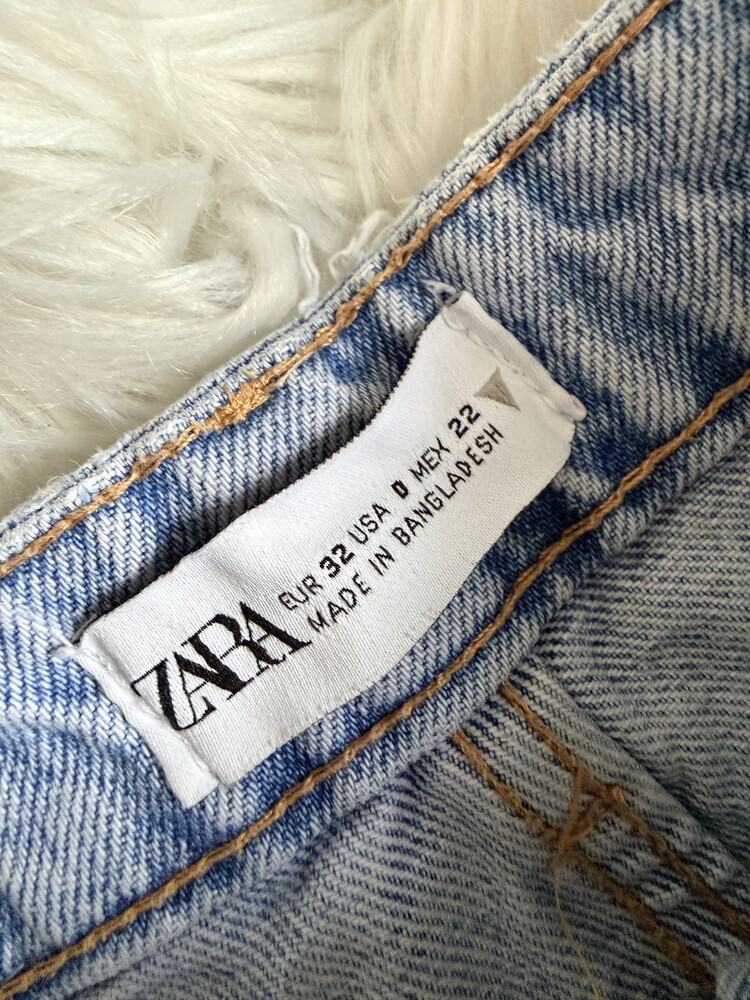 ZARA
EUR 32 USA 0 MEX 22
MADE IN BANGLADESH